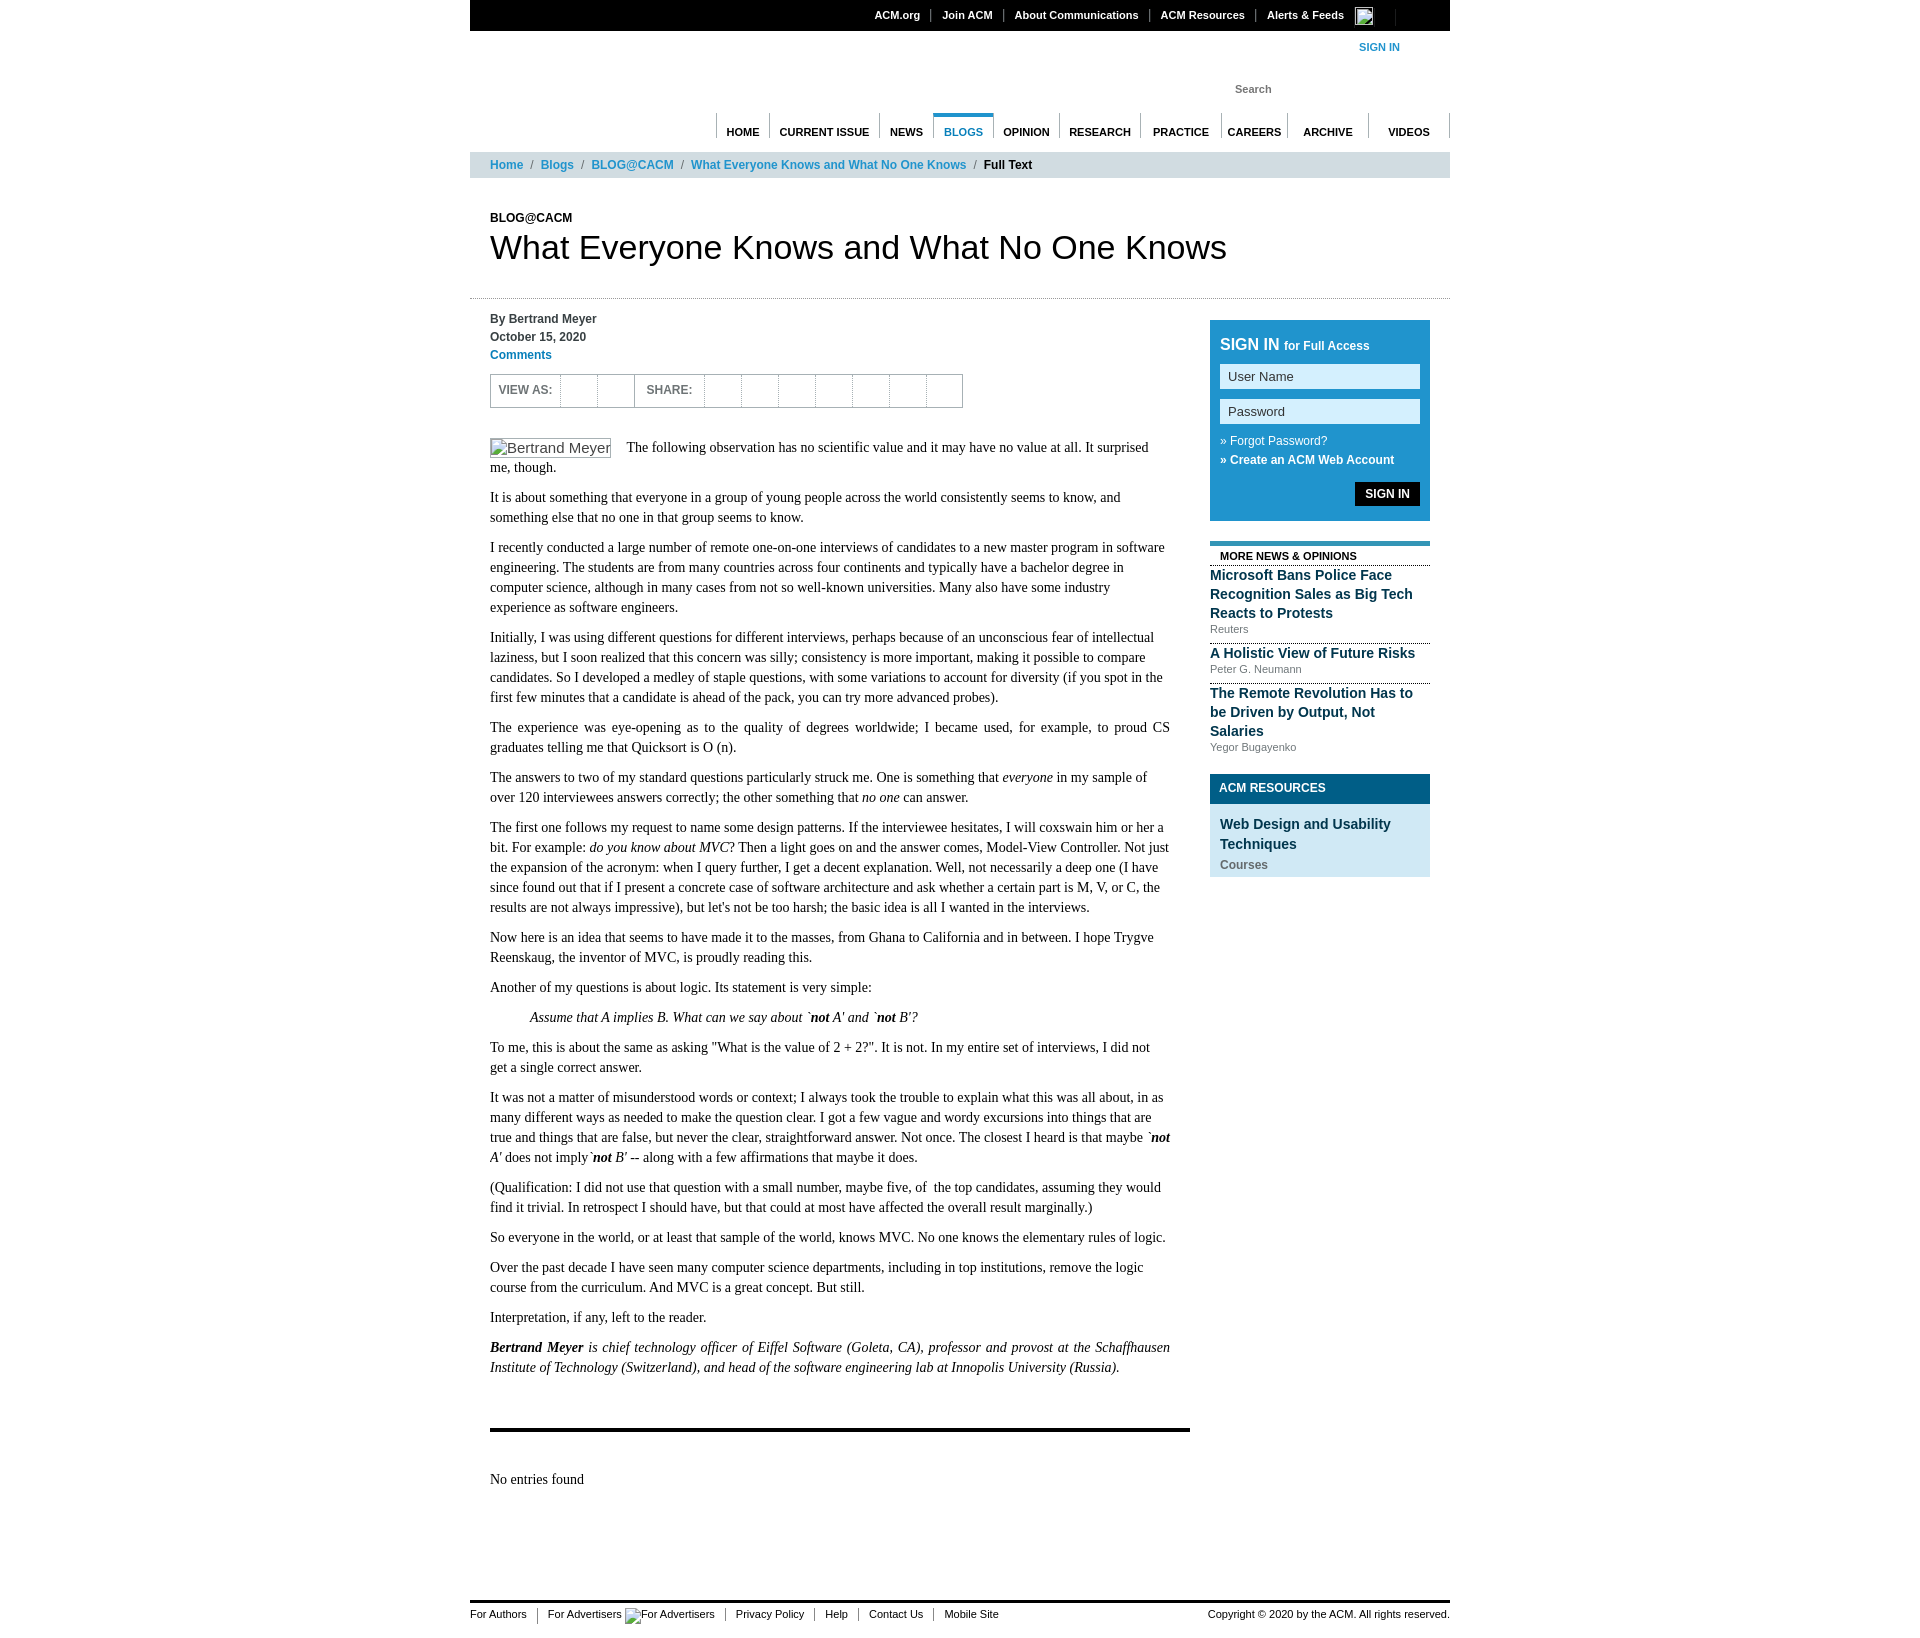 ACM.org Join ACM About Communications ACM Resources Alerts & Feeds
SIGN IN
Search
HOME CURRENT ISSUE NEWS BLOGS OPINION RESEARCH PRACTICE CAREERS ARCHIVE VIDEOS
Home / Blogs / BLOG@CACM / What Everyone Knows and What No One Knows / Full Text
BLOG@CACM
What Everyone Knows and What No One Knows
By Bertrand Meyer
October 15, 2020
Comments
VIEW AS: SHARE:
Bertrand Meyer The following observation has no scientific value and it may have no value at all. It surprised
me, though.
It is about something that everyone in a group of young people across the world consistently seems to know, and
something else that no one in that group seems to know.
I recently conducted a large number of remote one-on-one interviews of candidates to a new master program in software
engineering. The students are from many countries across four continents and typically have a bachelor degree in
computer science, although in many cases from not so well-known universities. Many also have some industry
experience as software engineers.
Initially, I was using different questions for different interviews, perhaps because of an unconscious fear of intellectual
laziness, but I soon realized that this concern was silly; consistency is more important, making it possible to compare
candidates. So I developed a medley of staple questions, with some variations to account for diversity (if you spot in the
first few minutes that a candidate is ahead of the pack, you can try more advanced probes).
The experience was eye-opening as to the quality of degrees worldwide; I became used, for example, to proud CS
graduates telling me that Quicksort is O (n).
The answers to two of my standard questions particularly struck me. One is something that everyone in my sample of
over 120 interviewees answers correctly; the other something that no one can answer.
The first one follows my request to name some design patterns. If the interviewee hesitates, I will coxswain him or her a
bit. For example: do you know about MVC? Then a light goes on and the answer comes, Model-View Controller. Not just
the expansion of the acronym: when I query further, I get a decent explanation. Well, not necessarily a deep one (I have
since found out that if I present a concrete case of software architecture and ask whether a certain part is M, V, or C, the
results are not always impressive), but let's not be too harsh; the basic idea is all I wanted in the interviews.
Now here is an idea that seems to have made it to the masses, from Ghana to California and in between. I hope Trygve
Reenskaug, the inventor of MVC, is proudly reading this.
Another of my questions is about logic. Its statement is very simple:
Assume that A implies B. What can we say about `not A' and `not B'?
To me, this is about the same as asking "What is the value of 2 + 2?". It is not. In my entire set of interviews, I did not
get a single correct answer.
It was not a matter of misunderstood words or context; I always took the trouble to explain what this was all about, in as
many different ways as needed to make the question clear. I got a few vague and wordy excursions into things that are
true and things that are false, but never the clear, straightforward answer. Not once. The closest I heard is that maybe `not
A' does not imply `not B' -- along with a few affirmations that maybe it does.
(Qualification: I did not use that question with a small number, maybe five, of the top candidates, assuming they would
find it trivial. In retrospect I should have, but that could at most have affected the overall result marginally.)
So everyone in the world, or at least that sample of the world, knows MVC. No one knows the elementary rules of logic.
Over the past decade I have seen many computer science departments, including in top institutions, remove the logic
course from the curriculum. And MVC is a great concept. But still.
Interpretation, if any, left to the reader.
Bertrand Meyer is chief technology officer of Eiffel Software (Goleta, CA), professor and provost at the Schaffhausen
Institute of Technology (Switzerland), and head of the software engineering lab at Innopolis University (Russia).
No entries found
SIGN IN for Full Access
User Name
Password
» Forgot Password?
» Create an ACM Web Account
SIGN IN
MORE NEWS & OPINIONS
Microsoft Bans Police Face
Recognition Sales as Big Tech
Reacts to Protests
Reuters
A Holistic View of Future Risks
Peter G. Neumann
The Remote Revolution Has to
be Driven by Output, Not
Salaries
Yegor Bugayenko
ACM RESOURCES
Web Design and Usability
Techniques
Courses
For Authors For Advertisers For Advertisers Privacy Policy Help Contact Us Mobile Site Copyright © 2020 by the ACM. All rights reserved.